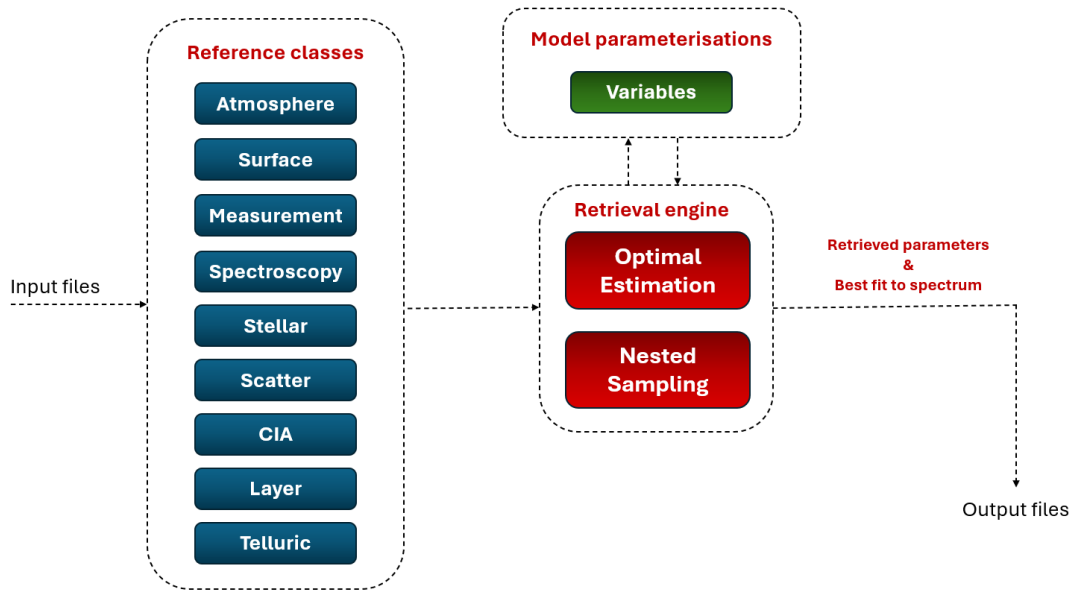 Reference classes
Atmosphere
Surface
Measurement
Spectroscopy
Stellar
Scatter
CIA
Layer
Telluric
Input files
Model parameterisations
Variables
Retrieval engine
Optimal
Estimation
Nested
Sampling
Retrieved parameters
&
Best fit to spectrum
Output files